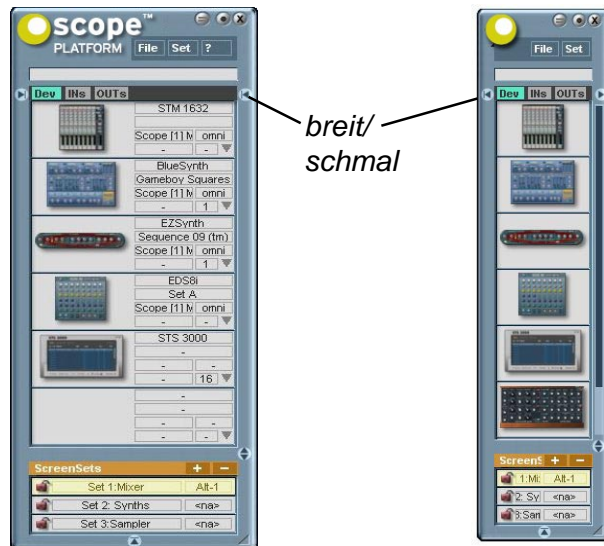 scope™
PLATFORM File Set ?
Dev INs OUTs
STM 1632
Scope [1] M omni
- -
BlueSynth
Gameboy Squares
Scope [1] M omni
- 1
EZSynth
Sequence 09 (tm)
Scope [1] M omni
- 1
EDS8i
Set A
Scope [1] M omni
- -
STS 3000
-
- -
- 16
-
-
- -
- -
ScreenSets + -
Set 1:Mixer Alt-1
Set 2: Synths <na>
Set 3:Sampler <na>
breit/
schmal
File Set
Dev INs OUTs
ScreenS + -
1:Mi: Alt-1
2: Sy <na>
3:Sam <na>